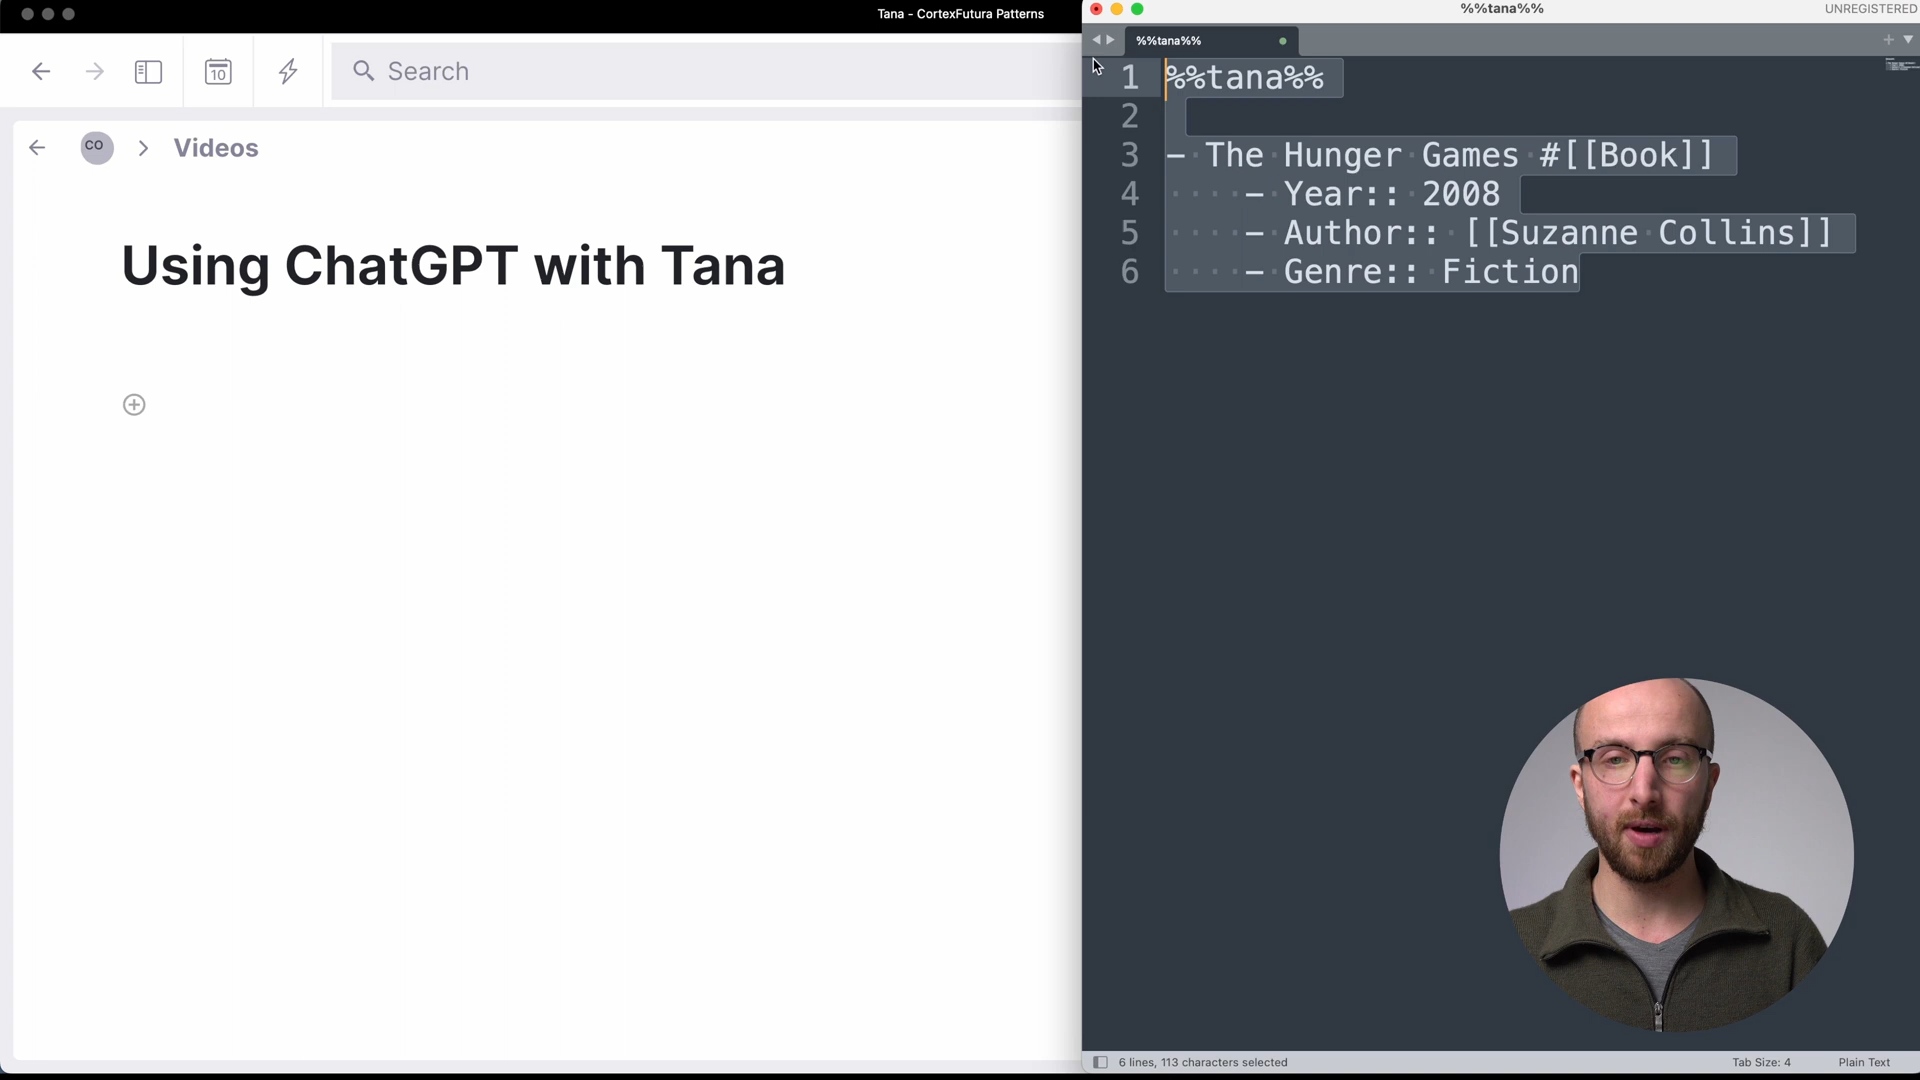 Tana - CortexFutura Patterns
10
Search
CO
Videos
Using ChatGPT with Tana
%%tana%%
UNREGISTERED
%%tana%%
1 %%tana%%
2
3 - The Hunger Games #[[Book]]
4 - Year:: 2008
5 - Author:: [[Suzanne Collins]]
6 - Genre:: Fiction
6 lines, 113 characters selected
Tab Size: 4
Plain Text